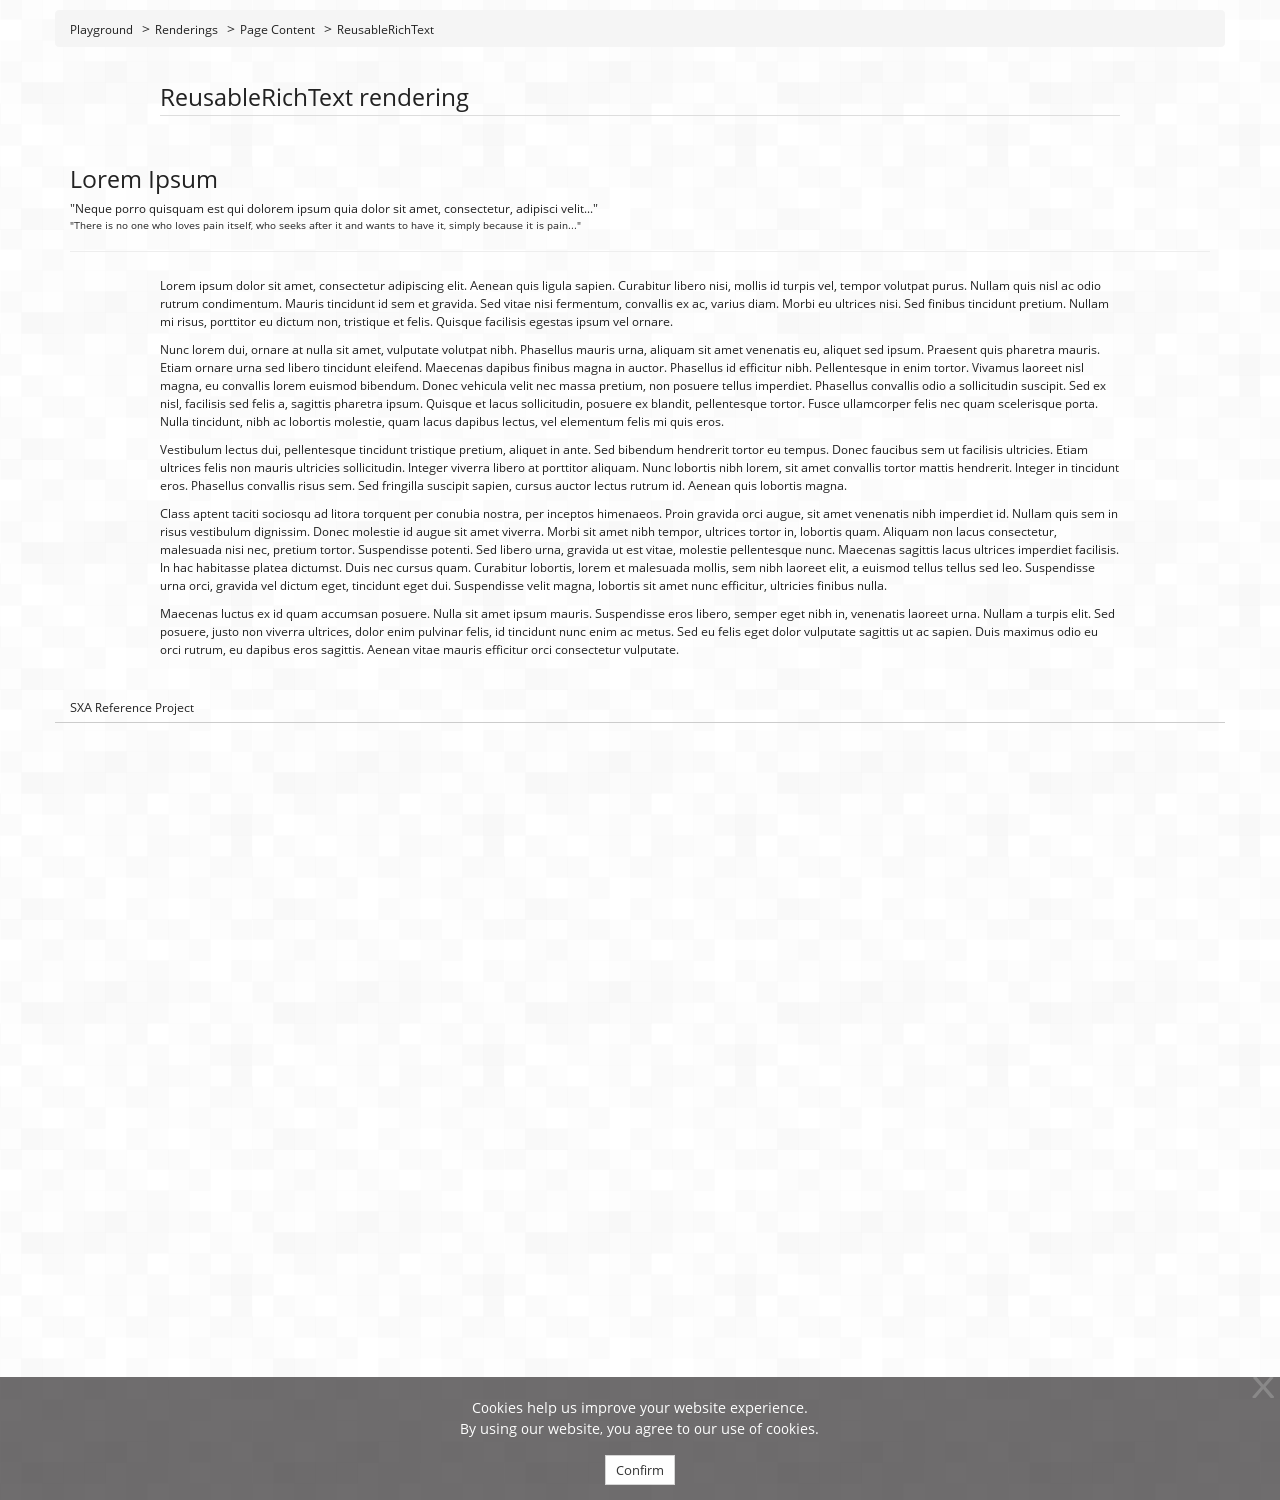 Playground > Renderings > Page Content > ReusableRichText
ReusableRichText rendering
Lorem Ipsum
"Neque porro quisquam est qui dolorem ipsum quia dolor sit amet, consectetur, adipisci velit..."
"There is no one who loves pain itself, who seeks after it and wants to have it, simply because it is pain..."
Lorem ipsum dolor sit amet, consectetur adipiscing elit. Aenean quis ligula sapien. Curabitur libero nisi, mollis id turpis vel, tempor volutpat purus. Nullam quis nisl ac odio
rutrum condimentum. Mauris tincidunt id sem et gravida. Sed vitae nisi fermentum, convallis ex ac, varius diam. Morbi eu ultrices nisi. Sed finibus tincidunt pretium. Nullam
mi risus, porttitor eu dictum non, tristique et felis. Quisque facilisis egestas ipsum vel ornare.
Nunc lorem dui, ornare at nulla sit amet, vulputate volutpat nibh. Phasellus mauris urna, aliquam sit amet venenatis eu, aliquet sed ipsum. Praesent quis pharetra mauris.
Etiam ornare urna sed libero tincidunt eleifend. Maecenas dapibus finibus magna in auctor. Phasellus id efficitur nibh. Pellentesque in enim tortor. Vivamus laoreet nisl
magna, eu convallis lorem euismod bibendum. Donec vehicula velit nec massa pretium, non posuere tellus imperdiet. Phasellus convallis odio a sollicitudin suscipit. Sed ex
nisl, facilisis sed felis a, sagittis pharetra ipsum. Quisque et lacus sollicitudin, posuere ex blandit, pellentesque tortor. Fusce ullamcorper felis nec quam scelerisque porta.
Nulla tincidunt, nibh ac lobortis molestie, quam lacus dapibus lectus, vel elementum felis mi quis eros.
Vestibulum lectus dui, pellentesque tincidunt tristique pretium, aliquet in ante. Sed bibendum hendrerit tortor eu tempus. Donec faucibus sem ut facilisis ultricies. Etiam
ultrices felis non mauris ultricies sollicitudin. Integer viverra libero at porttitor aliquam. Nunc lobortis nibh lorem, sit amet convallis tortor mattis hendrerit. Integer in tincidunt
eros. Phasellus convallis risus sem. Sed fringilla suscipit sapien, cursus auctor lectus rutrum id. Aenean quis lobortis magna.
Class aptent taciti sociosqu ad litora torquent per conubia nostra, per inceptos himenaeos. Proin gravida orci augue, sit amet venenatis nibh imperdiet id. Nullam quis sem in
risus vestibulum dignissim. Donec molestie id augue sit amet viverra. Morbi sit amet nibh tempor, ultrices tortor in, lobortis quam. Aliquam non lacus consectetur,
malesuada nisi nec, pretium tortor. Suspendisse potenti. Sed libero urna, gravida ut est vitae, molestie pellentesque nunc. Maecenas sagittis lacus ultrices imperdiet facilisis.
In hac habitasse platea dictumst. Duis nec cursus quam. Curabitur lobortis, lorem et malesuada mollis, sem nibh laoreet elit, a euismod tellus tellus sed leo. Suspendisse
urna orci, gravida vel dictum eget, tincidunt eget dui. Suspendisse velit magna, lobortis sit amet nunc efficitur, ultricies finibus nulla.
Maecenas luctus ex id quam accumsan posuere. Nulla sit amet ipsum mauris. Suspendisse eros libero, semper eget nibh in, venenatis laoreet urna. Nullam a turpis elit. Sed
posuere, justo non viverra ultrices, dolor enim pulvinar felis, id tincidunt nunc enim ac metus. Sed eu felis eget dolor vulputate sagittis ut ac sapien. Duis maximus odio eu
orci rutrum, eu dapibus eros sagittis. Aenean vitae mauris efficitur orci consectetur vulputate.
SXA Reference Project
Cookies help us improve your website experience.
By using our website, you agree to our use of cookies.
Confirm